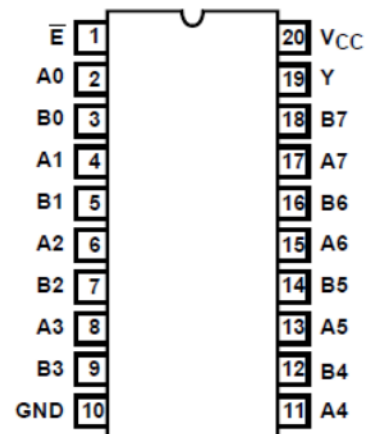 E̅ 1 20 VCC
A0 2 19 Y
B0 3 18 B7
A1 4 17 A7
B1 5 16 B6
A2 6 15 A6
B2 7 14 B5
A3 8 13 A5
B3 9 12 B4
GND 10 11 A4